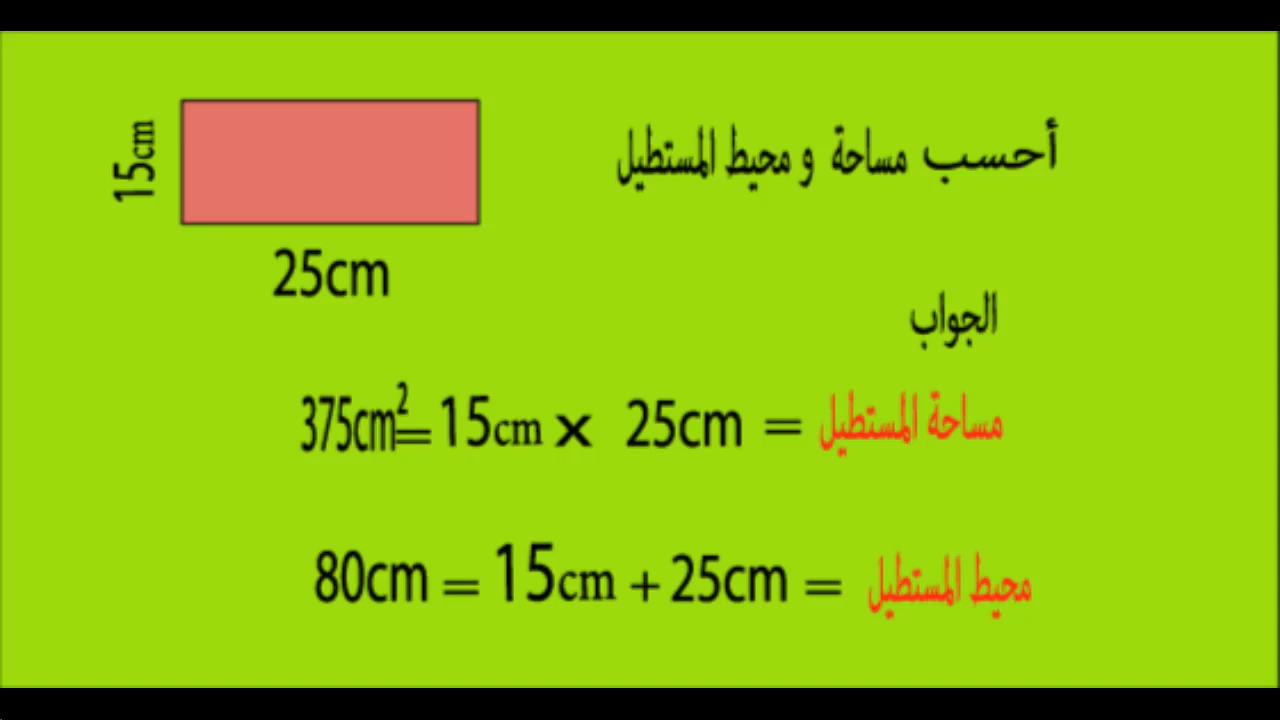 أحسب مساحة و محيط المستطيل
15cm
25cm
الجواب
مساحة المستطيل = 25cm x 15cm = 375cm²
محيط المستطيل = 25cm + 15cm = 80cm